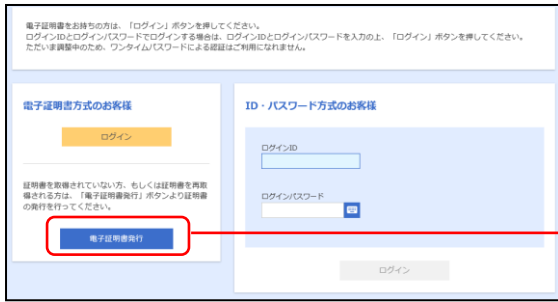 電子証明書をお持ちの方は、「ログイン」ボタンを押してください。
ログインIDとログインパスワードでログインする場合は、ログインIDとログインパスワードを入力の上、「ログイン」ボタンを押してください。
ただいま調整中のため、ワンタイムパスワードによる認証はご利用になれません。
電子証明書方式のお客様
ログイン
証明書を取得されていない方、もしくは証明書を再取
得される方は、「電子証明書発行」ボタンより証明書
の発行を行ってください。
電子証明書発行
ID・パスワード方式のお客様
ログインID
ログインパスワード
ログイン